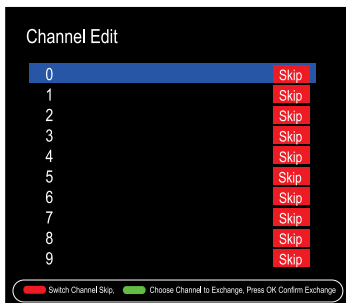 Channel Edit
0 Skip
1 Skip
2 Skip
3 Skip
4 Skip
5 Skip
6 Skip
7 Skip
8 Skip
9 Skip
Switch Channel Skip, Choose Channel to Exchange, Press OK Confirm Exchange